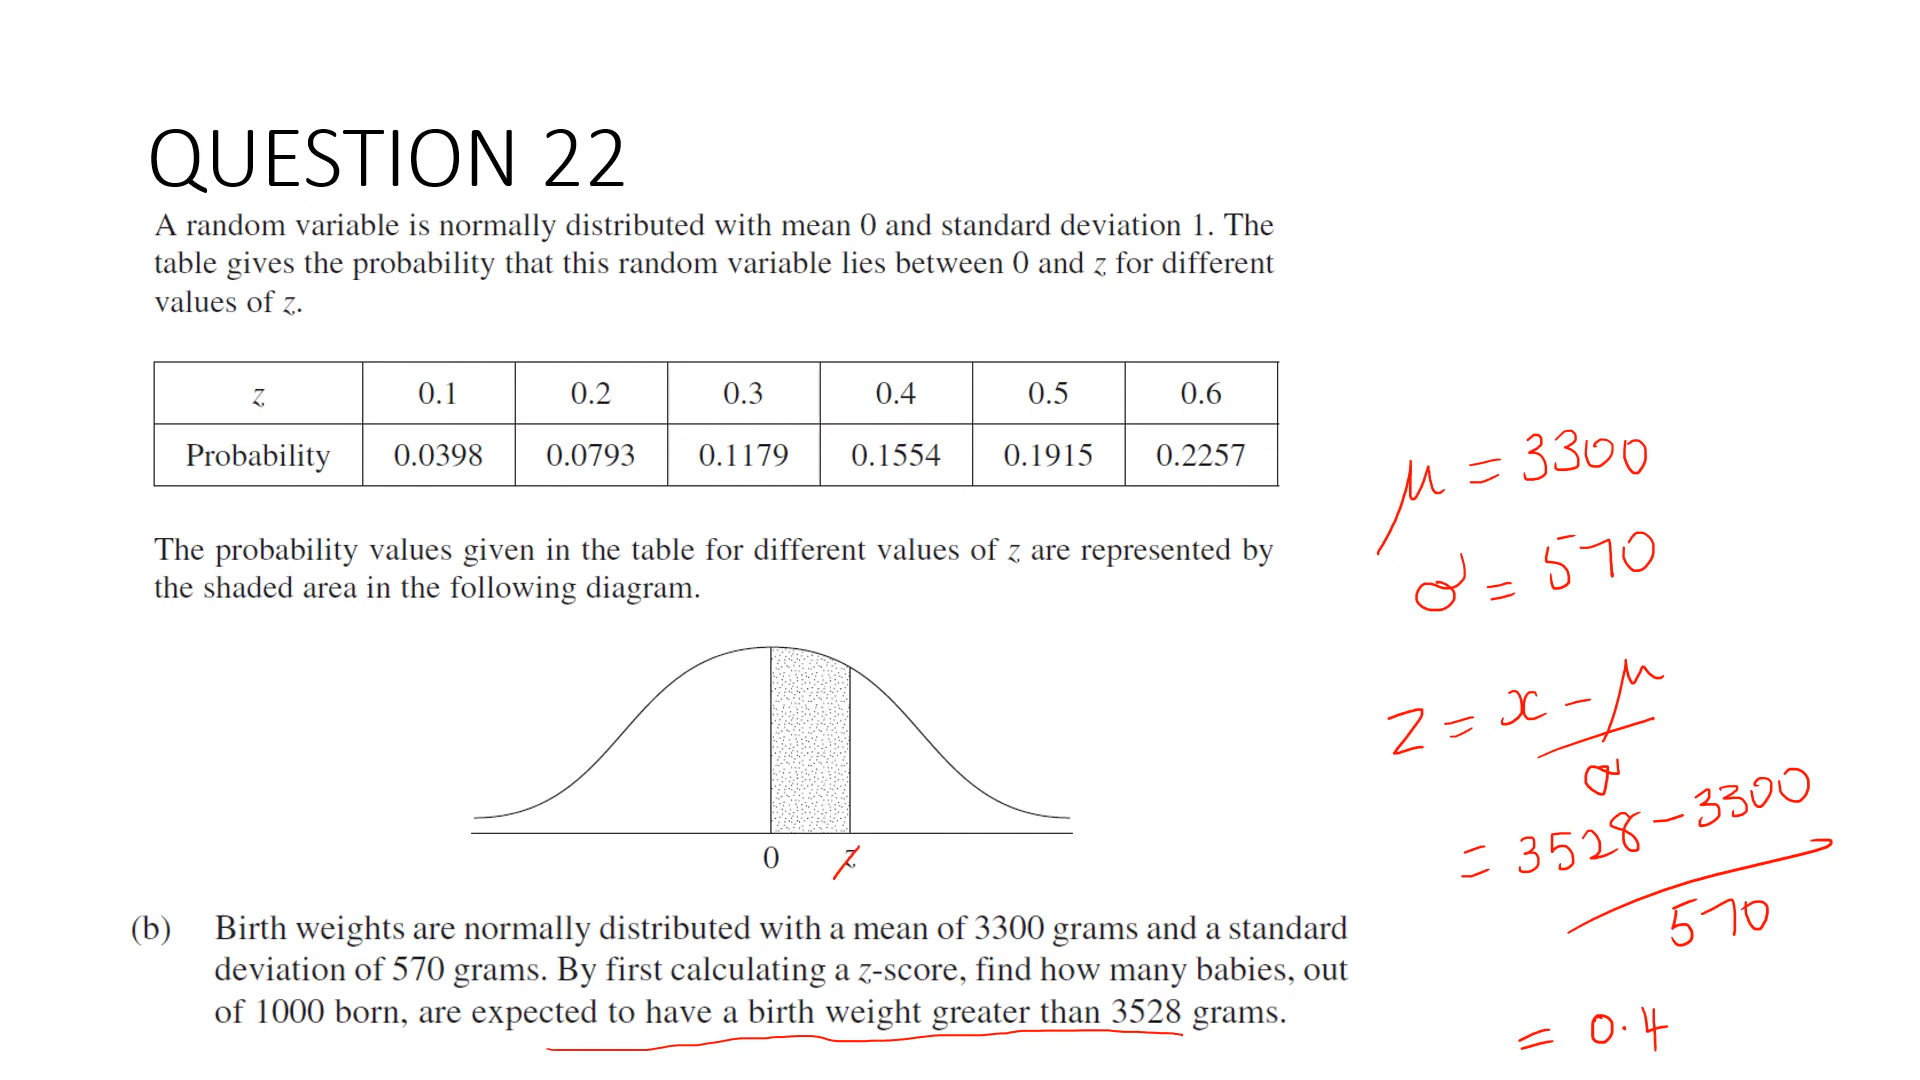 QUESTION 22
A random variable is normally distributed with mean 0 and standard deviation 1. The
table gives the probability that this random variable lies between 0 and z for different
values of z.
z 0.1 0.2 0.3 0.4 0.5 0.6
Probability 0.0398 0.0793 0.1179 0.1554 0.1915 0.2257
The probability values given in the table for different values of z are represented by
the shaded area in the following diagram.
0 z
(b) Birth weights are normally distributed with a mean of 3300 grams and a standard
deviation of 570 grams. By first calculating a z-score, find how many babies, out
of 1000 born, are expected to have a birth weight greater than 3528 grams.
μ = 3300
σ = 570
z = x - μ
σ
= 3528 - 3300
570
= 0.4